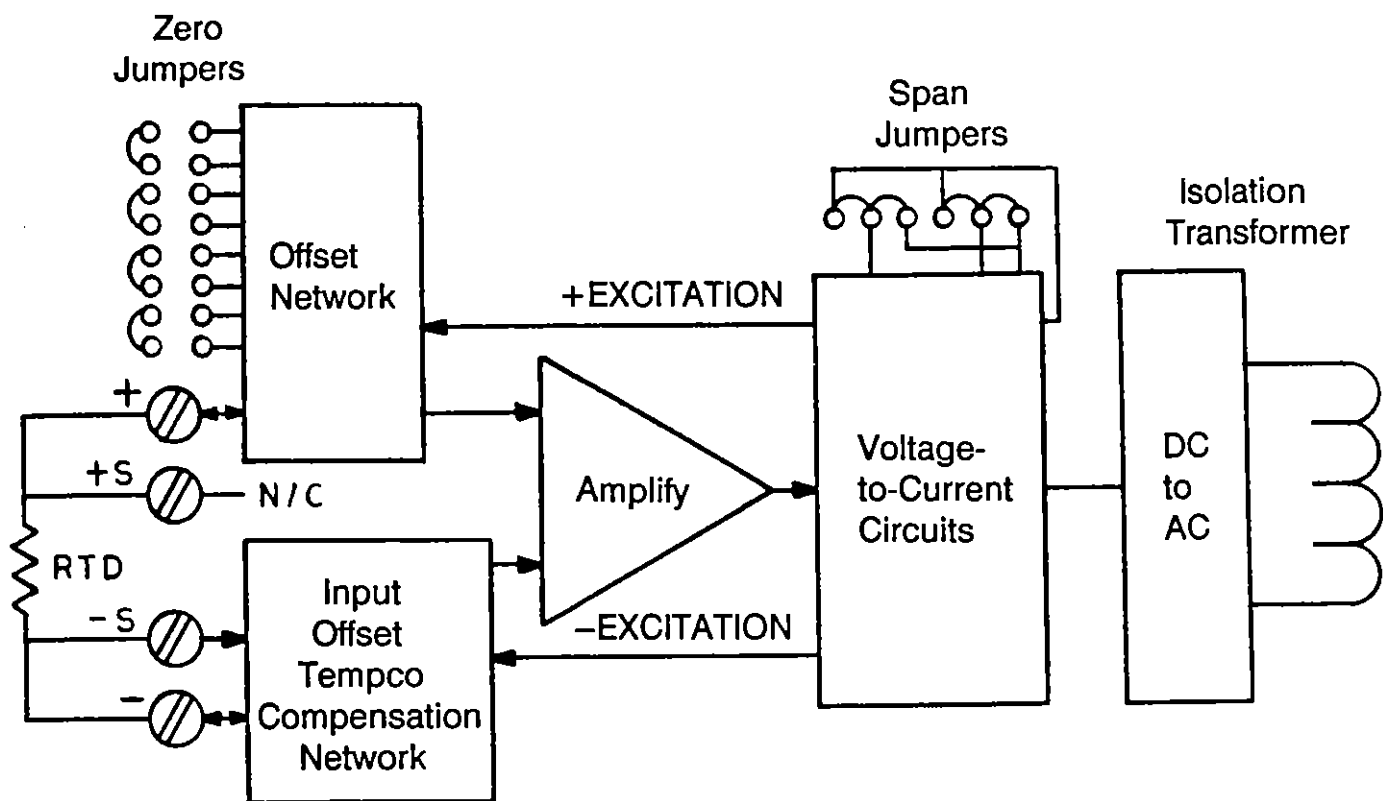 Zero
Jumpers
Span
Jumpers
Isolation
Transformer
Offset
Network
+EXCITATION
+
+S
N/C
RTD
-S
-
Amplify
Voltage-
to-Current
Circuits
DC
to
AC
Input
Offset
Tempco
Compensation
Network
−EXCITATION